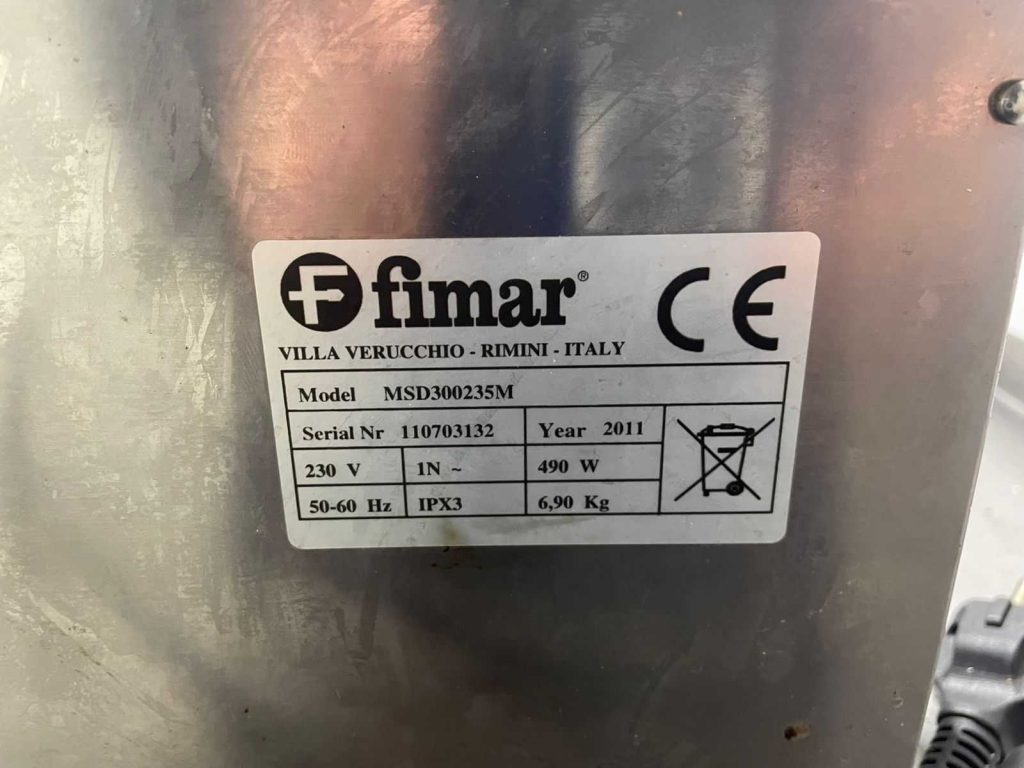 fimar®
CE
VILLA VERUCCHIO - RIMINI - ITALY
Model MSD300235M
Serial Nr 110703132 Year 2011
230 V 1N ~ 490 W
50-60 Hz IPX3 6,90 Kg